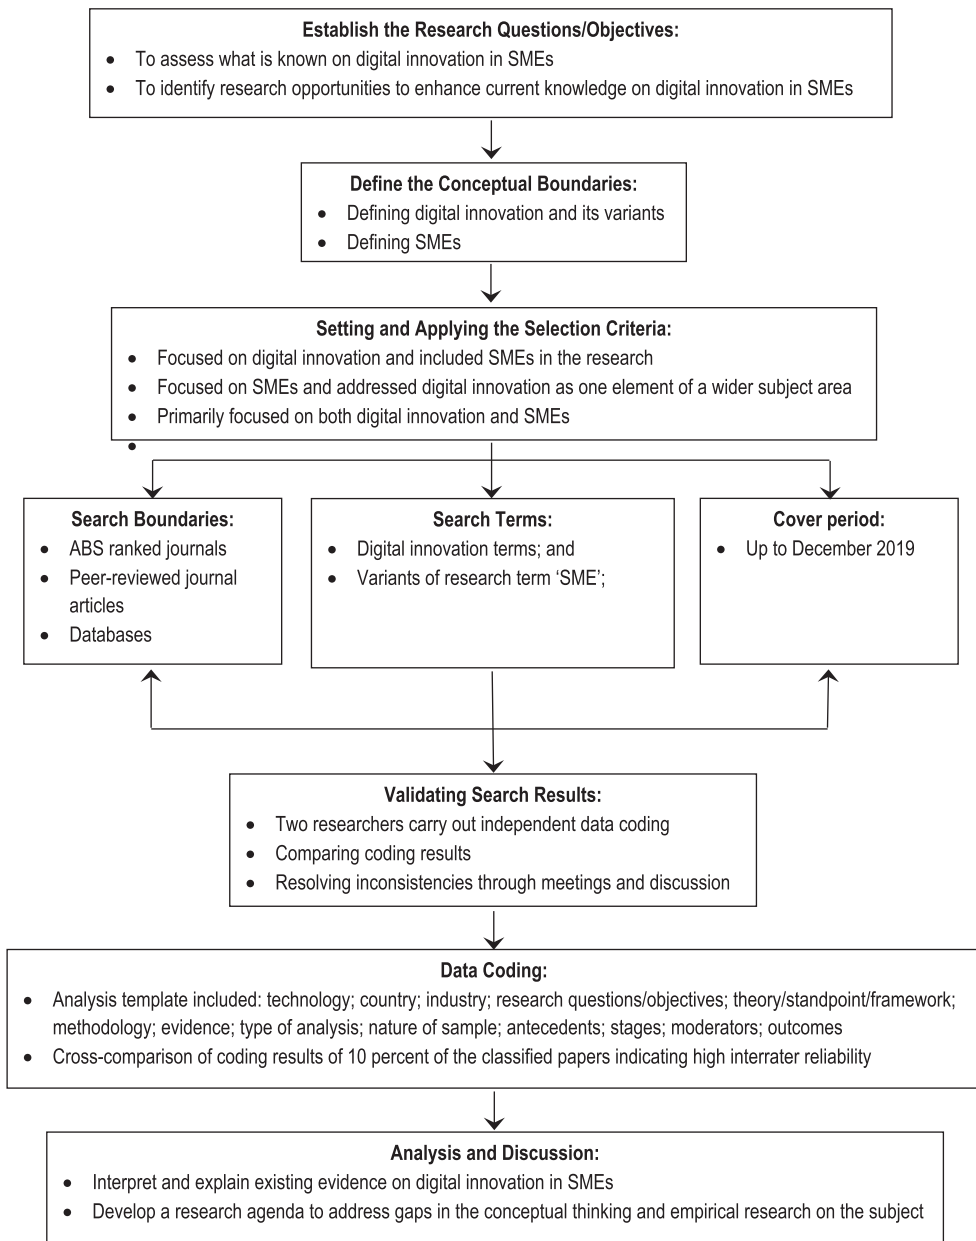 Establish the Research Questions/Objectives:
• To assess what is known on digital innovation in SMEs
• To identify research opportunities to enhance current knowledge on digital innovation in SMEs
Define the Conceptual Boundaries:
• Defining digital innovation and its variants
• Defining SMEs
Setting and Applying the Selection Criteria:
• Focused on digital innovation and included SMEs in the research
• Focused on SMEs and addressed digital innovation as one element of a wider subject area
• Primarily focused on both digital innovation and SMEs
•
Search Boundaries:
• ABS ranked journals
• Peer-reviewed journal
articles
• Databases
Search Terms:
• Digital innovation terms; and
• Variants of research term ‘SME’;
Cover period:
• Up to December 2019
Validating Search Results:
• Two researchers carry out independent data coding
• Comparing coding results
• Resolving inconsistencies through meetings and discussion
Data Coding:
• Analysis template included: technology; country; industry; research questions/objectives; theory/standpoint/framework;
methodology; evidence; type of analysis; nature of sample; antecedents; stages; moderators; outcomes
• Cross-comparison of coding results of 10 percent of the classified papers indicating high interrater reliability
Analysis and Discussion:
• Interpret and explain existing evidence on digital innovation in SMEs
• Develop a research agenda to address gaps in the conceptual thinking and empirical research on the subject